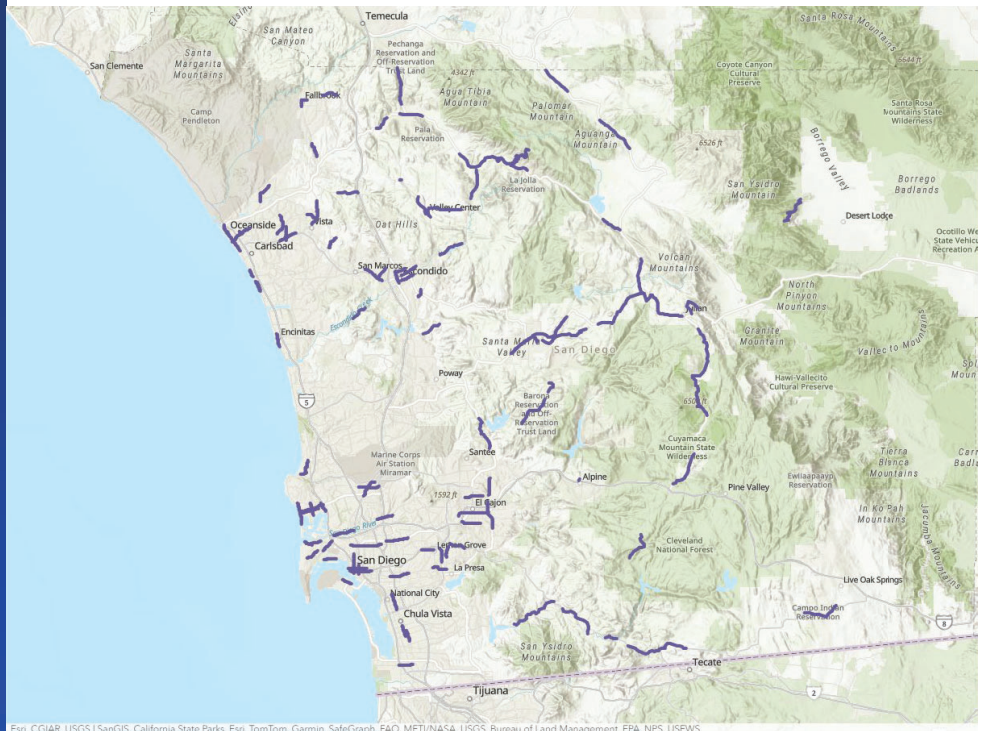 Temecula
Santa Rosa Mountains
San Mateo
Canyon
Pechanga
Reservation and
Off-Reservation
Trust Land
Santa
Margarita
Mountains
San Clemente
4342 ft
Coyote Canyon
Cultural
Preserve
6644 ft
Agua Tibia
Mountain
Fallbrook
Palomar
Mountain
Camp
Pendleton
Santa Rosa
Mountains State
Wilderness
Pala
Reservation
Aguanga
Mountain
6526 ft
Borrego Valley
La Jolla
Reservation
San Ysidro
Mountain
Borrego
Badlands
Valley Center
Desert Lodge
Oceanside
Vista
Oat Hills
Carlsbad
Ocotillo We
State Vehicu
Recreation A
Volcan
Mountains
San Marcos
Escondido
North
Pinyon
Mountains
Julian
Encinitas
Granite
Mountain
Santa Maria
Valley
San Diego
Vallecito Mountains
Poway
Hawi-Vallecito
Cultural Preserve
5
Barona
Reservation
and Off-
Reservation
Trust Land
6508 ft
Cuyamaca
Mountain State
Wilderness
Santee
Marine Corps
Air Station
Miramar
Tierra
Blanca
Mountains
Alpine
Ewiiaapaayp
Reservation
Pine Valley
1592 ft
El Cajon
In Ko Pah
Mountains
Jacumba Mountains
San Diego River
Lemon Grove
Cleveland
National Forest
San Diego
La Presa
Live Oak Springs
National City
Chula Vista
Campo Indian
Reservation
8
San Ysidro
Mountains
Tecate
Tijuana
2
Esri, CGIAR, USGS | SanGIS, California State Parks, Esri, TomTom, Garmin, SafeGraph, FAO, METI/NASA, USGS, Bureau of Land Management, EPA, NPS, USFWS